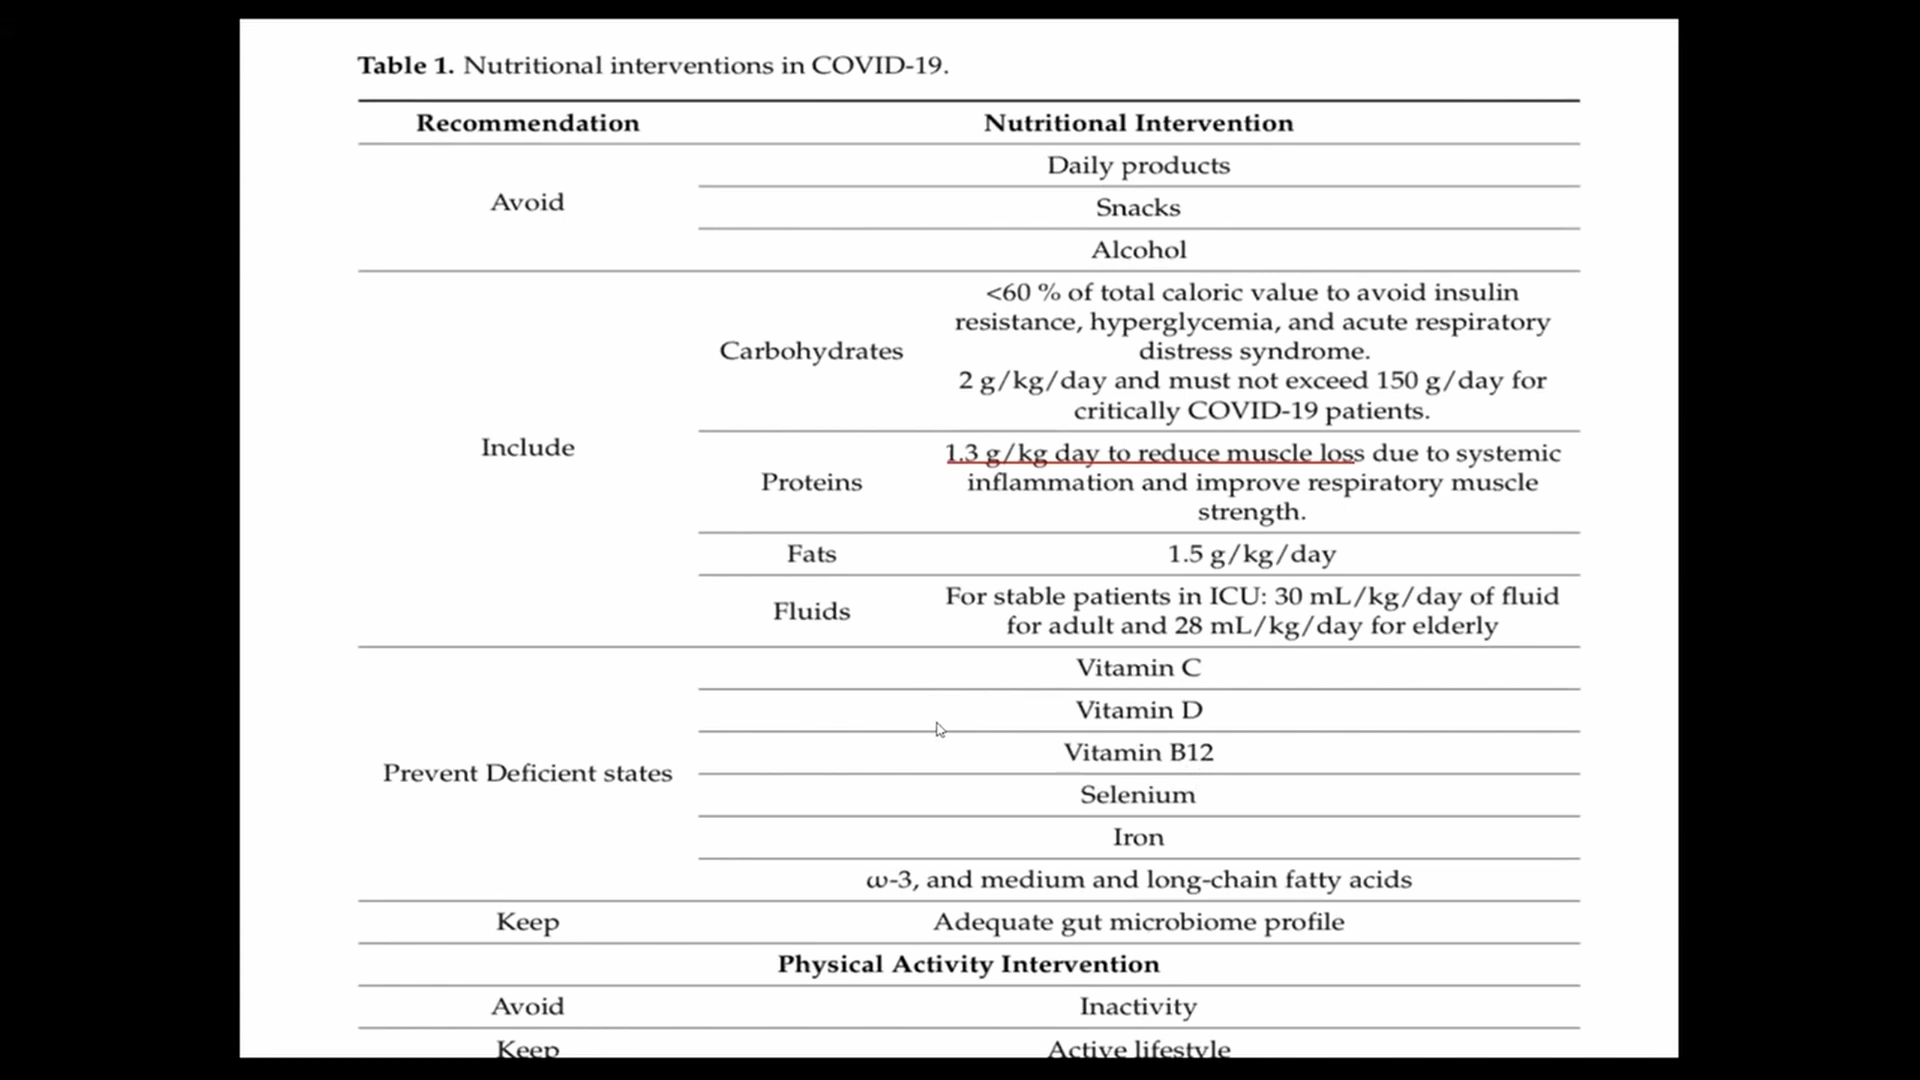 Table 1. Nutritional interventions in COVID-19.
Recommendation Nutritional Intervention
Avoid
Daily products
Snacks
Alcohol
Include
Carbohydrates
<60 % of total caloric value to avoid insulin
resistance, hyperglycemia, and acute respiratory
distress syndrome.
2 g/kg/day and must not exceed 150 g/day for
critically COVID-19 patients.
Proteins
1.3 g/kg day to reduce muscle loss due to systemic
inflammation and improve respiratory muscle
strength.
Fats 1.5 g/kg/day
Fluids
For stable patients in ICU: 30 mL/kg/day of fluid
for adult and 28 mL/kg/day for elderly
Prevent Deficient states
Vitamin C
Vitamin D
Vitamin B12
Selenium
Iron
ω-3, and medium and long-chain fatty acids
Keep Adequate gut microbiome profile
Physical Activity Intervention
Avoid Inactivity
Keep Active lifestyle